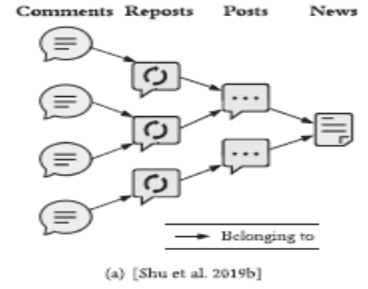 Comments Reposts Posts News
Belonging to
(a) [Shu et al. 2019b]